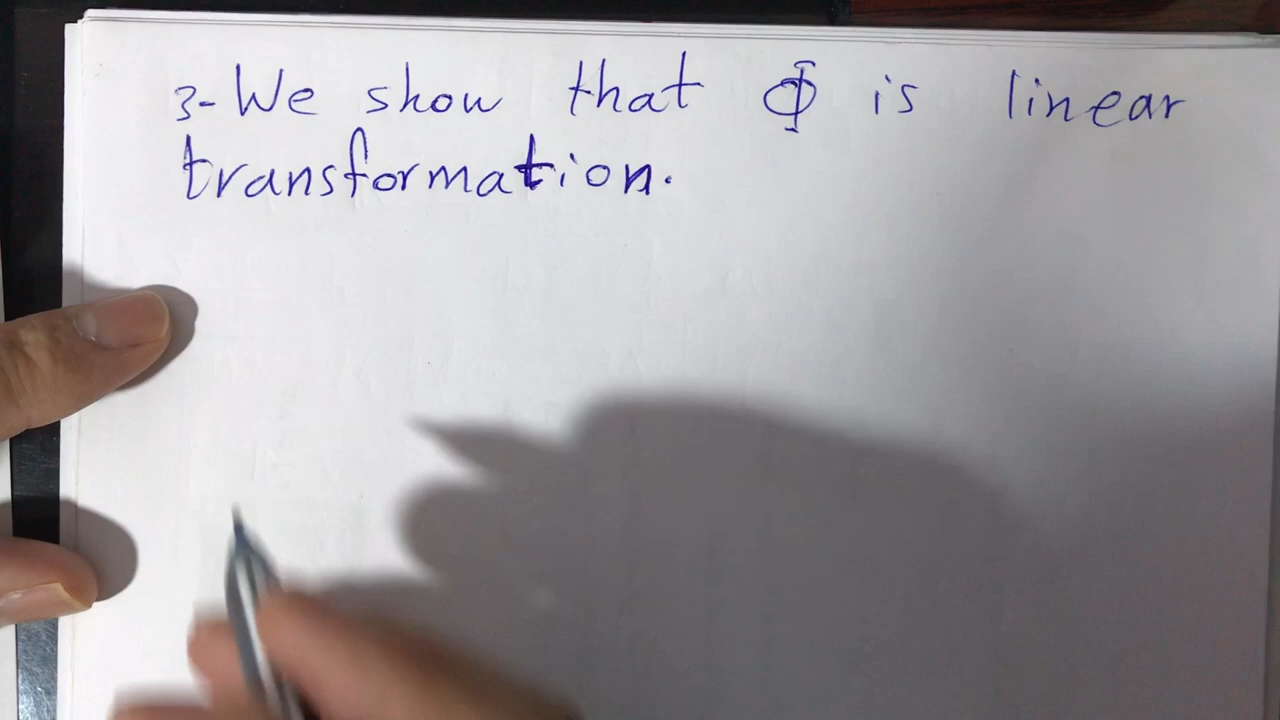 3- We show that Φ is linear
transformation.